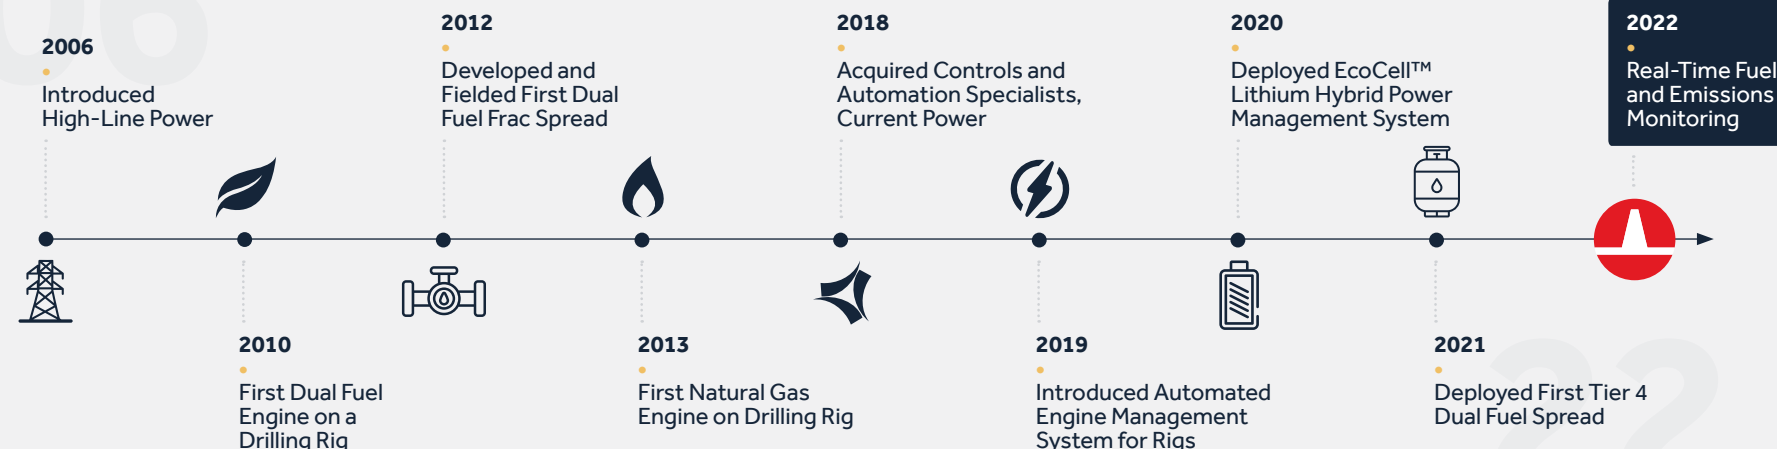 2006
Introduced
High-Line Power
2010
First Dual Fuel
Engine on a
Drilling Rig
2012
Developed and
Fielded First Dual
Fuel Frac Spread
2013
First Natural Gas
Engine on Drilling Rig
2018
Acquired Controls and
Automation Specialists,
Current Power
2019
Introduced Automated
Engine Management
System for Rigs
2020
Deployed EcoCell™
Lithium Hybrid Power
Management System
2021
Deployed First Tier 4
Dual Fuel Spread
2022
Real-Time Fuel
and Emissions
Monitoring
06
22